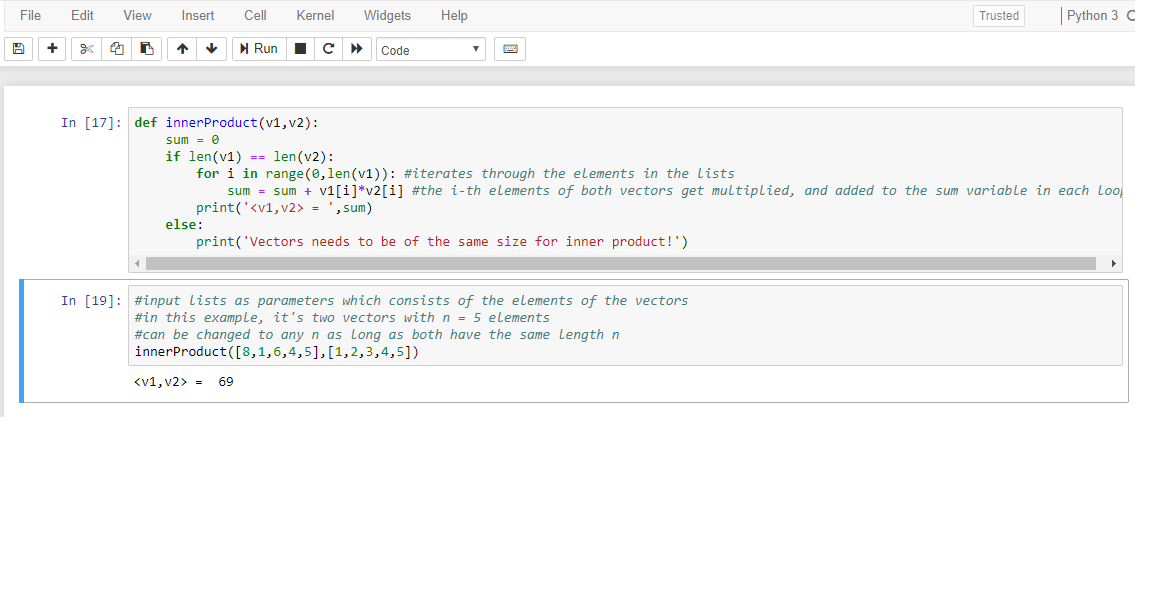 File Edit View Insert Cell Kernel Widgets Help Trusted Python 3
Run Code
In [17]: def innerProduct(v1,v2):
sum = 0
if len(v1) == len(v2):
for i in range(0,len(v1)): #iterates through the elements in the lists
sum = sum + v1[i]*v2[i] #the i-th elements of both vectors get multiplied, and added to the sum variable in each
print('<v1,v2> = ',sum)
else:
print('Vectors needs to be of the same size for inner product!')
In [19]: #input lists as parameters which consists of the elements of the vectors
#in this example, it's two vectors with n = 5 elements
#can be changed to any n as long as both have the same length n
innerProduct([8,1,6,4,5],[1,2,3,4,5])
<v1,v2> =  69